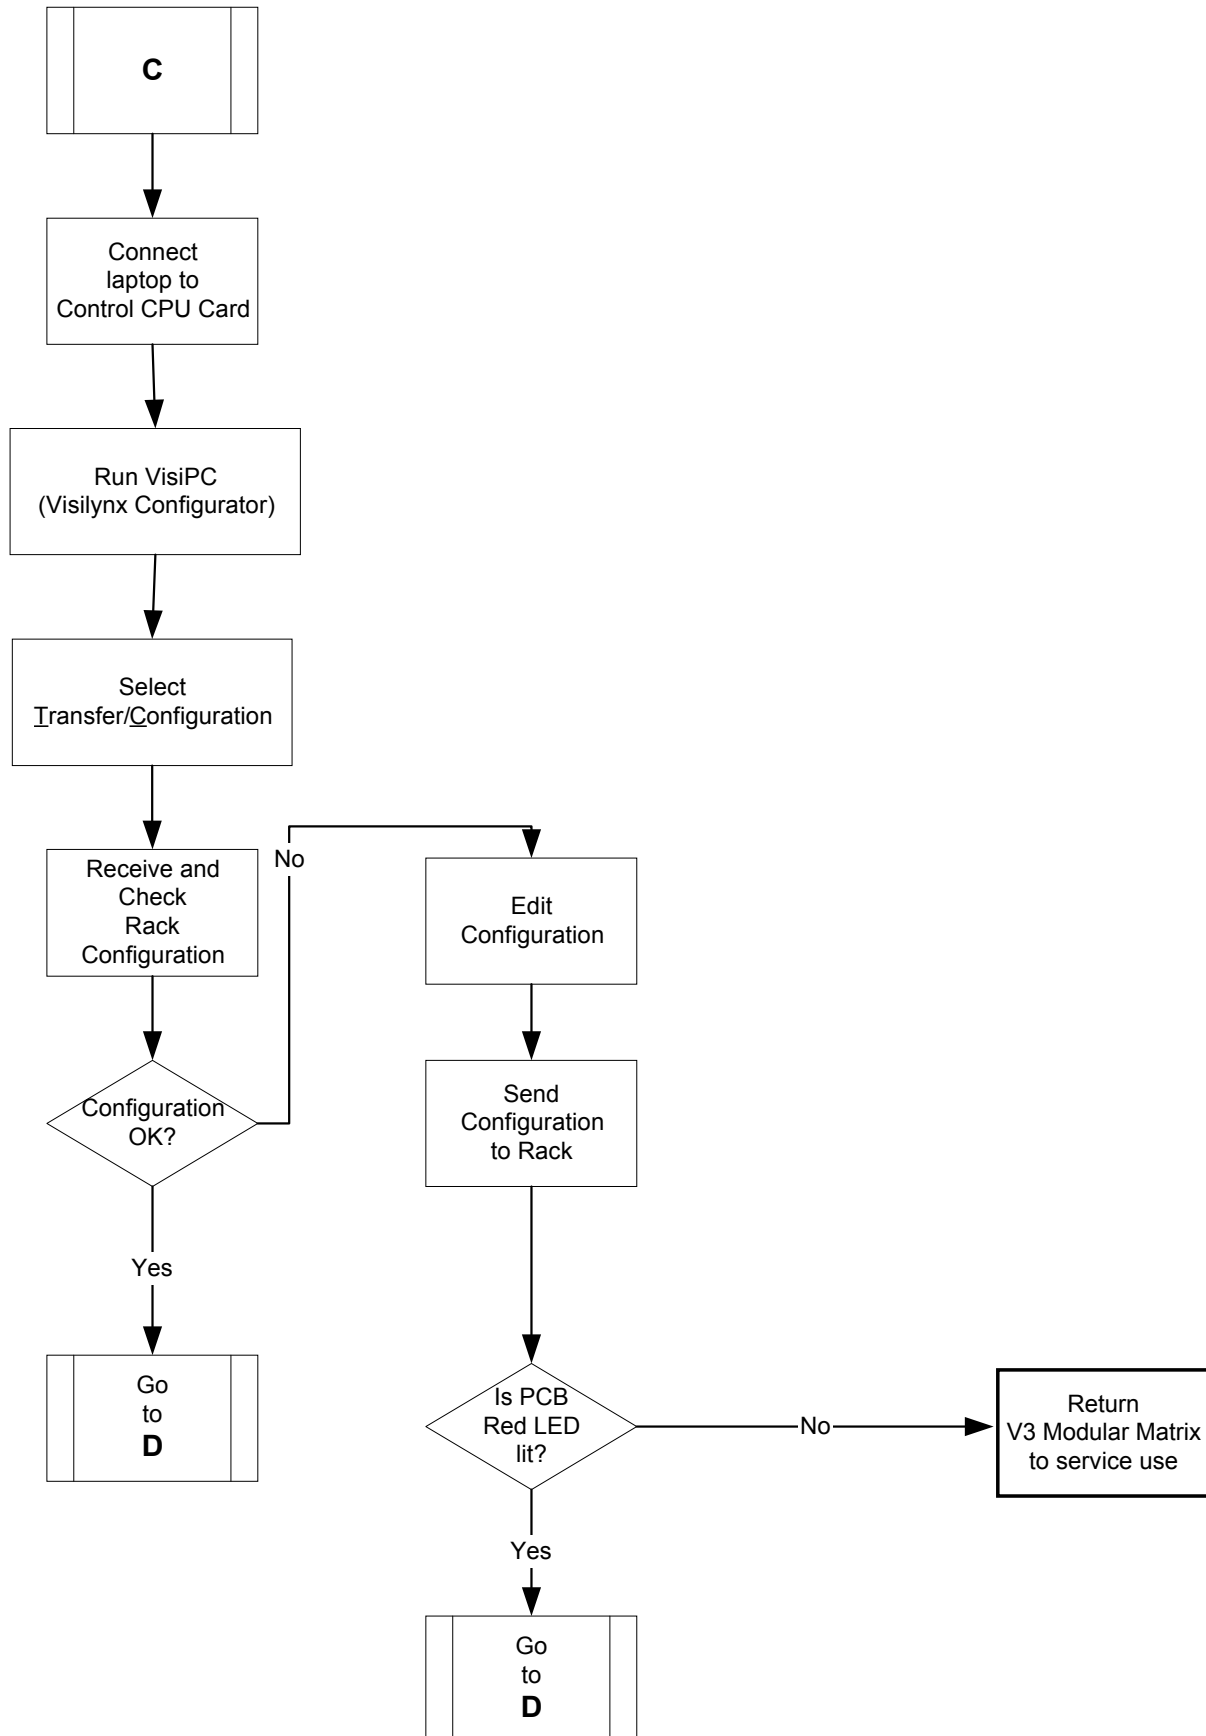 C
Connect
laptop to
Control CPU Card
Run VisiPC
(Visilynx Configurator)
Select
Transfer/Configuration
Receive and
Check
Rack
Configuration
No
Edit
Configuration
Configuration
OK?
Send
Configuration
to Rack
Yes
Go
to
D
Is PCB
Red LED
lit?
No
Return
V3 Modular Matrix
to service use
Yes
Go
to
D